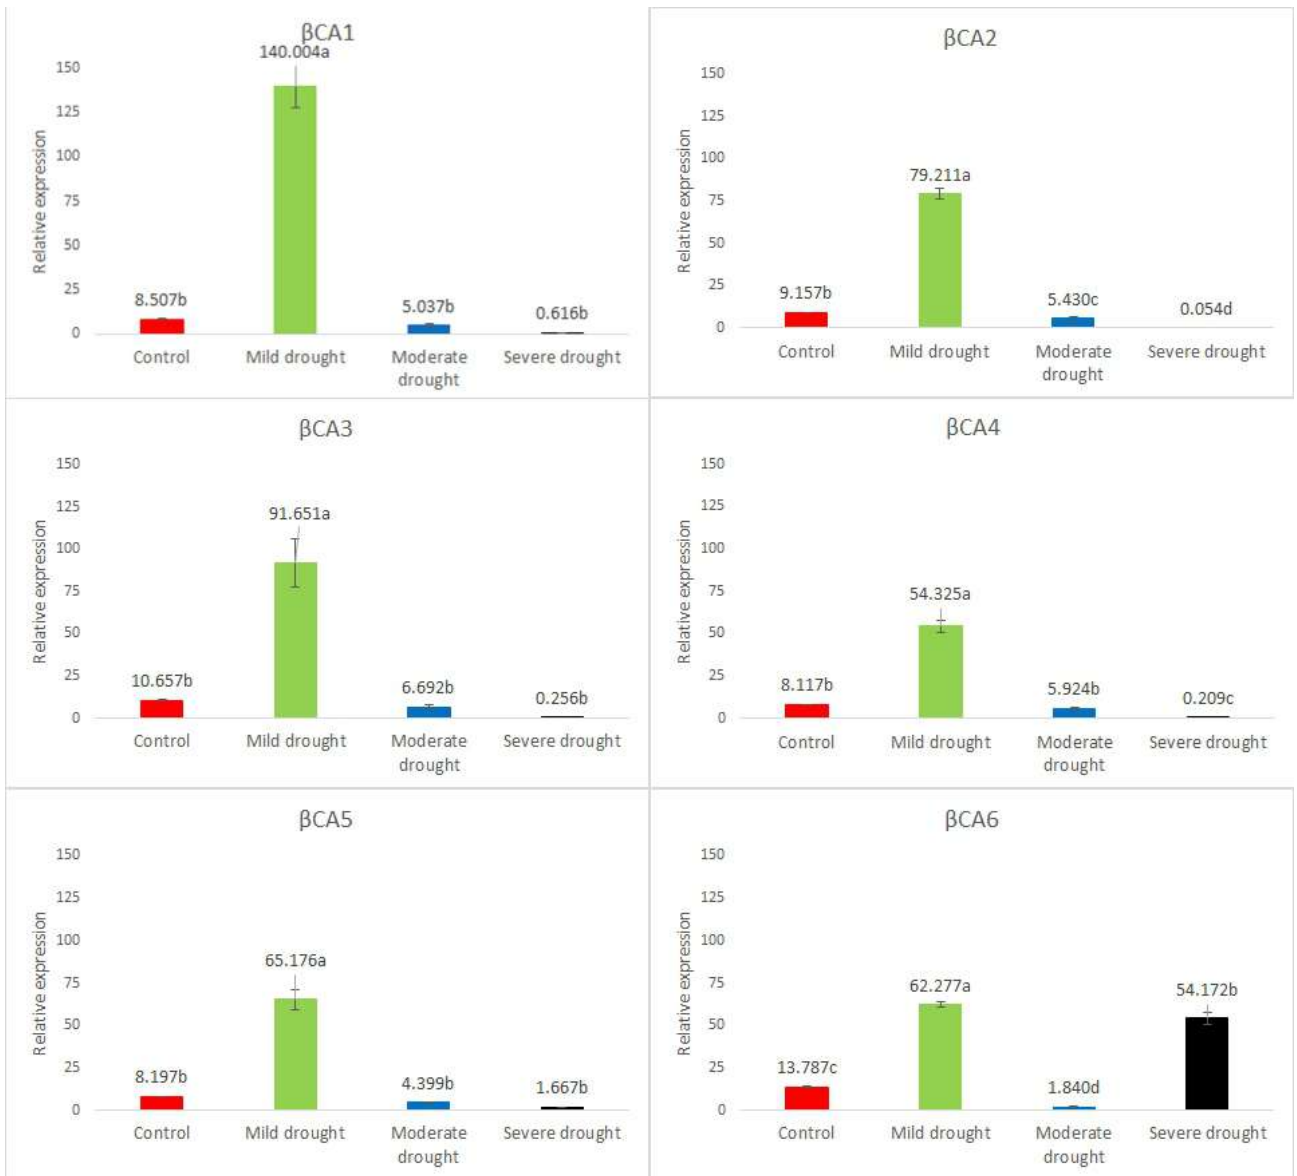 βCA1
140.004a
150
125
100
75
50
25
0
Relative expression
8.507b
5.037b
0.616b
Control
Mild drought
Moderate
drought
Severe drought
βCA2
150
125
100
75
50
25
0
Relative expression
79.211a
9.157b
5.430c
0.054d
Control
Mild drought
Moderate
drought
Severe drought
βCA3
150
125
100
75
50
25
0
Relative expression
91.651a
10.657b
6.692b
0.256b
Control
Mild drought
Moderate
drought
Severe drought
βCA4
150
125
100
75
50
25
0
Relative expression
54.325a
8.117b
5.924b
0.209c
Control
Mild drought
Moderate
drought
Severe drought
βCA5
150
125
100
75
50
25
0
Relative expression
65.176a
8.197b
4.399b
1.667b
Control
Mild drought
Moderate
drought
Severe drought
βCA6
150
125
100
75
50
25
0
Relative expression
62.277a
54.172b
13.787c
1.840d
Control
Mild drought
Moderate
drought
Severe drought